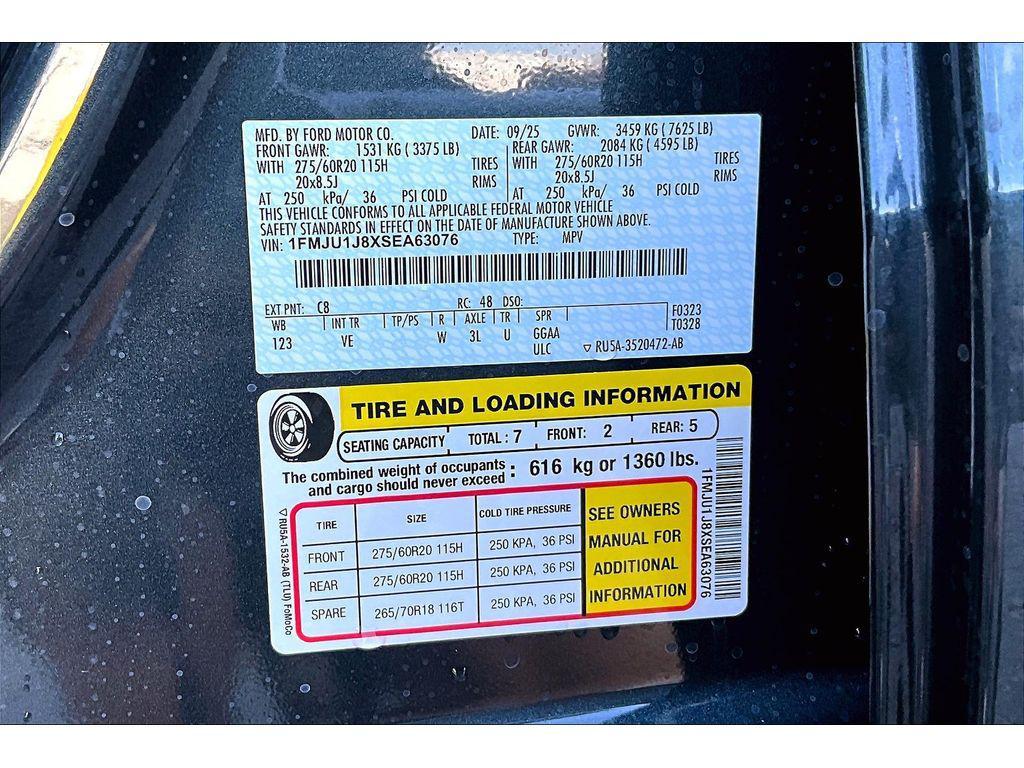 MFD. BY FORD MOTOR CO. DATE: 09/25 GVWR: 3459 KG ( 7625 LB)
FRONT GAWR: 1531 KG ( 3375 LB) REAR GAWR: 2084 KG ( 4595 LB)
WITH 275/60R20 115H TIRES WITH 275/60R20 115H TIRES
20x8.5J RIMS 20x8.5J RIMS
AT 250 kPa/ 36 PSI COLD AT 250 kPa/ 36 PSI COLD
THIS VEHICLE CONFORMS TO ALL APPLICABLE FEDERAL MOTOR VEHICLE
SAFETY STANDARDS IN EFFECT ON THE DATE OF MANUFACTURE SHOWN ABOVE.
VIN: 1FMJU1J8XSEA63076 TYPE: MPV
EXT PNT: C8 RC: 48 DSO: F0323
WB INT TR TP/PS R AXLE TR SPR T0328
123 VE W 3L U GGAA
ULC ▽ RU5A-3520472-AB
TIRE AND LOADING INFORMATION
SEATING CAPACITY TOTAL : 7 FRONT: 2 REAR: 5
The combined weight of occupants and cargo should never exceed : 616 kg or 1360 lbs.
TIRE SIZE COLD TIRE PRESSURE
FRONT 275/60R20 115H 250 KPA, 36 PSI
REAR 275/60R20 115H 250 KPA, 36 PSI
SPARE 265/70R18 116T 250 KPA, 36 PSI
SEE OWNERS
MANUAL FOR
ADDITIONAL
INFORMATION
1FMJU1J8XSEA63076
▽ RU5A-1532-AB (TLU) FoMoCo